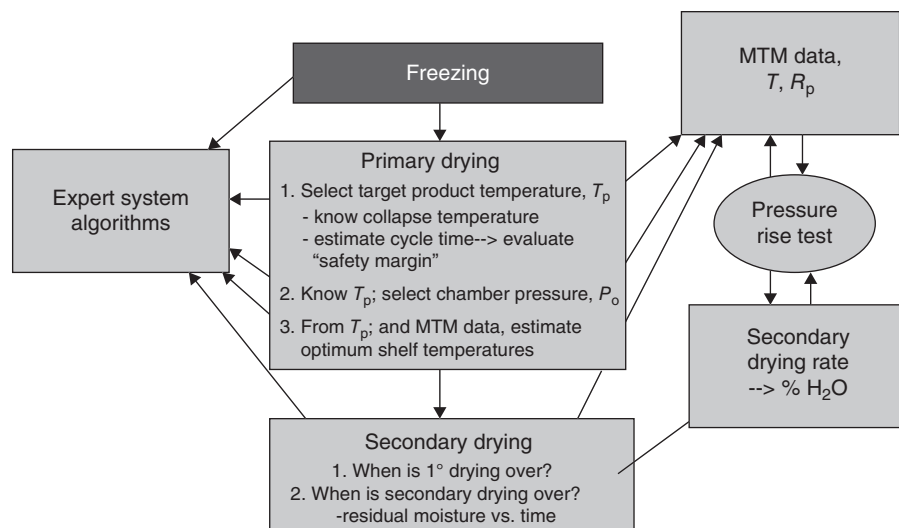 Freezing
MTM data,
T, Rp
Primary drying
1. Select target product temperature, Tp
- know collapse temperature
- estimate cycle time--> evaluate
“safety margin”
2. Know Tp; select chamber pressure, Po
3. From Tp; and MTM data, estimate
optimum shelf temperatures
Expert system
algorithms
Pressure
rise test
Secondary
drying rate
--> % H2O
Secondary drying
1. When is 1° drying over?
2. When is secondary drying over?
-residual moisture vs. time